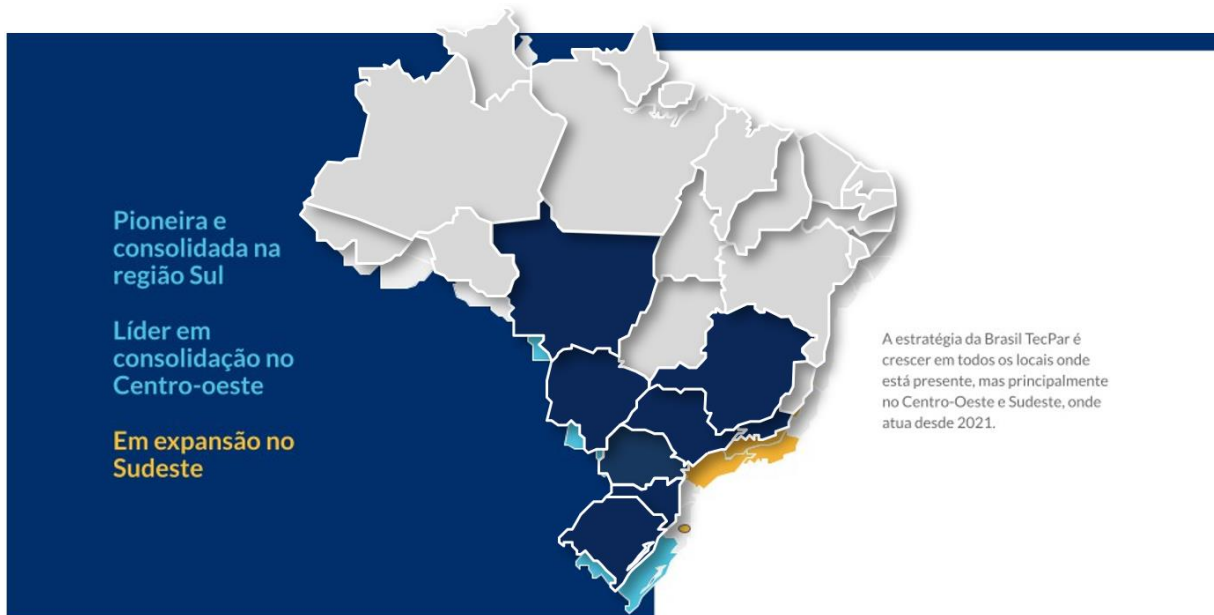 Pioneira e
consolidada na
região Sul
Líder em
consolidação no
Centro-oeste
Em expansão no
Sudeste
A estratégia da Brasil TecPar é
crescer em todos os locais onde
está presente, mas principalmente
no Centro-Oeste e Sudeste, onde
atua desde 2021.